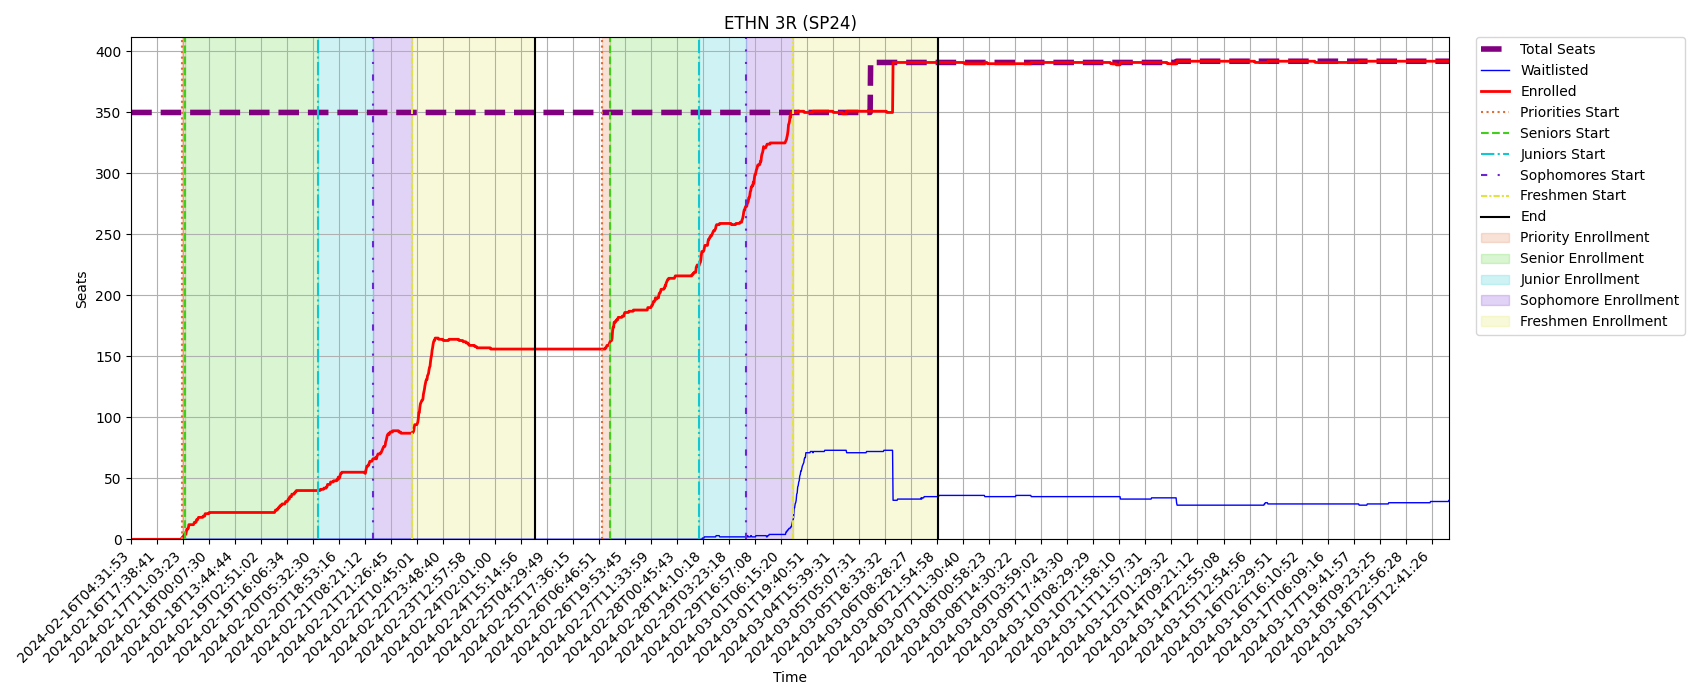 ETHN 3R (SP24)
Seats
400
350
300
250
200
150
100
50
0
2024-02-16T04:31:53
2024-02-16T17:38:41
2024-02-17T11:03:23
2024-02-18T00:07:30
2024-02-18T13:44:44
2024-02-19T02:51:02
2024-02-19T16:06:34
2024-02-20T05:32:30
2024-02-20T18:53:16
2024-02-21T08:21:12
2024-02-21T21:26:45
2024-02-22T10:45:01
2024-02-22T23:48:40
2024-02-23T12:57:58
2024-02-24T02:01:00
2024-02-24T15:14:56
2024-02-25T04:29:49
2024-02-25T17:36:15
2024-02-26T06:46:51
2024-02-26T19:53:45
2024-02-27T11:33:59
2024-02-28T00:45:43
2024-02-28T14:10:18
2024-02-29T03:23:18
2024-02-29T16:57:08
2024-03-01T06:15:20
2024-03-01T19:40:51
2024-03-04T15:39:31
2024-03-05T05:07:31
2024-03-05T18:33:32
2024-03-06T08:28:27
2024-03-06T21:54:58
2024-03-07T11:30:40
2024-03-08T00:58:23
2024-03-08T14:30:22
2024-03-09T03:59:02
2024-03-09T17:43:30
2024-03-10T08:29:29
2024-03-10T21:58:10
2024-03-11T11:57:31
2024-03-12T01:29:32
2024-03-14T09:21:12
2024-03-14T22:55:08
2024-03-15T12:54:56
2024-03-16T02:29:51
2024-03-16T16:10:52
2024-03-17T06:09:16
2024-03-17T19:41:57
2024-03-18T09:23:25
2024-03-18T22:56:28
2024-03-19T12:41:26
Time
Total Seats
Waitlisted
Enrolled
Priorities Start
Seniors Start
Juniors Start
Sophomores Start
Freshmen Start
End
Priority Enrollment
Senior Enrollment
Junior Enrollment
Sophomore Enrollment
Freshmen Enrollment